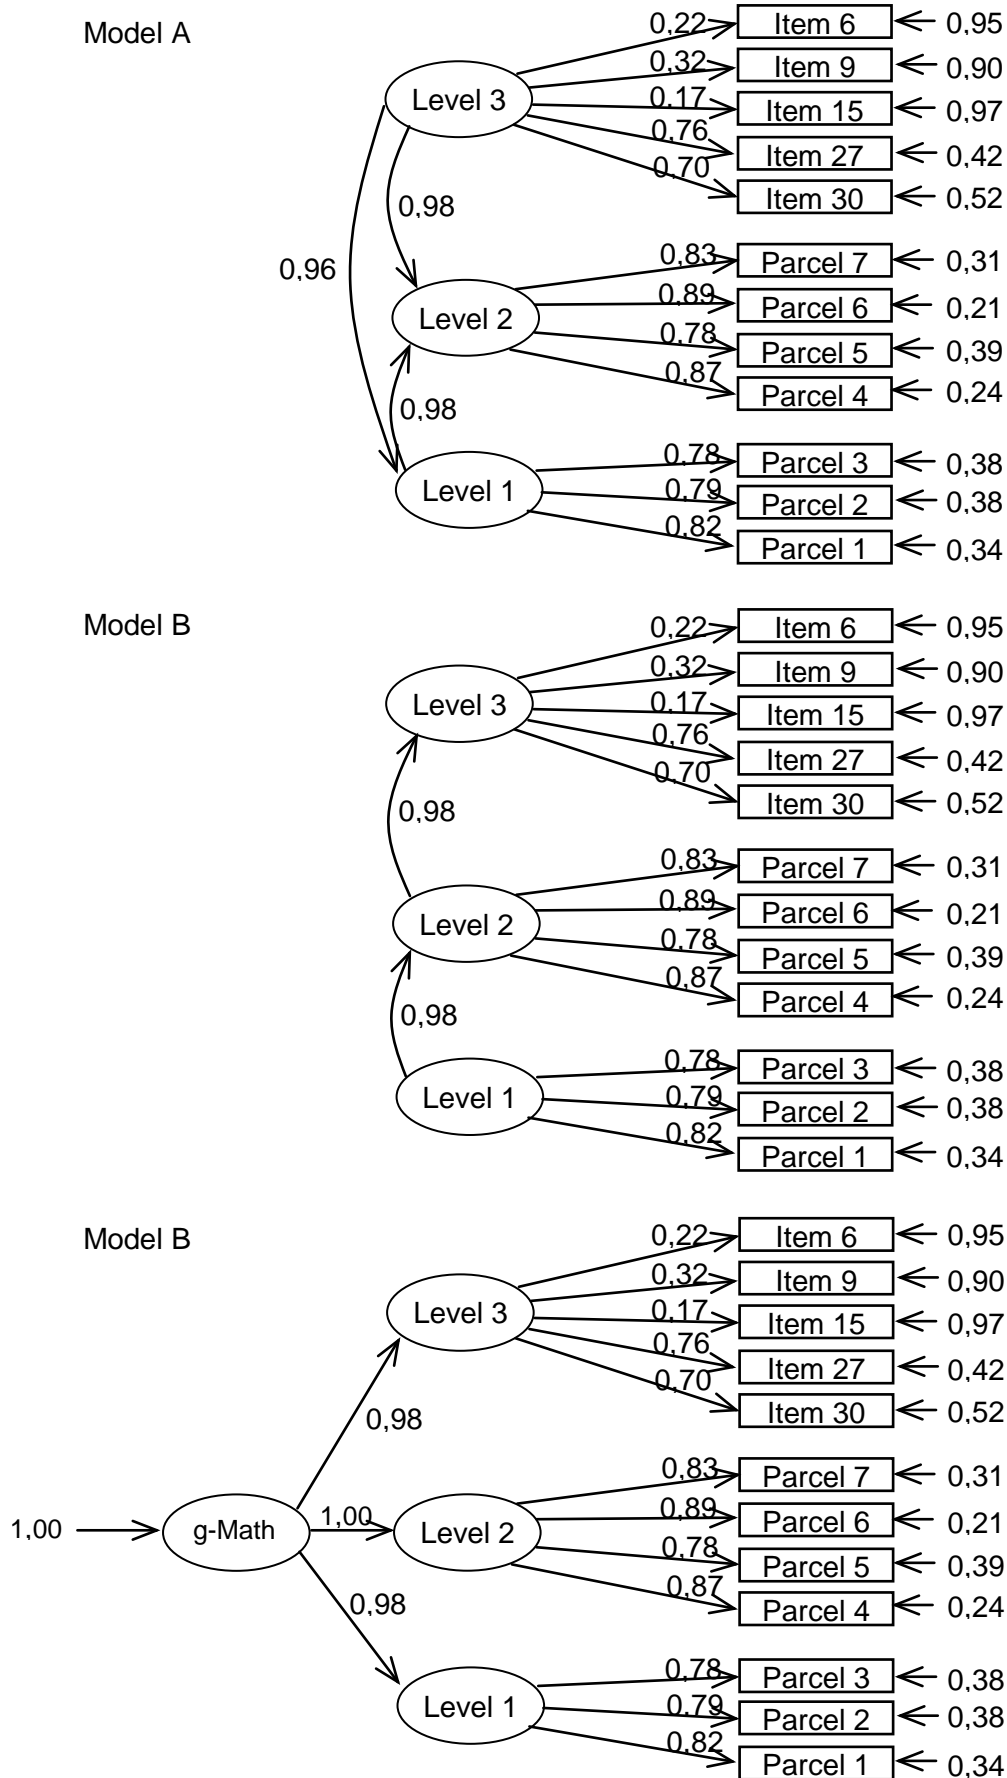 Model A
0,22 Item 6 0,95
0,32 Item 9 0,90
Level 3 0,17 Item 15 0,97
0,76 Item 27 0,42
0,70 Item 30 0,52
0,98
0,96
0,83 Parcel 7 0,31
0,89 Parcel 6 0,21
Level 2 0,78 Parcel 5 0,39
0,87 Parcel 4 0,24
0,98
0,78 Parcel 3 0,38
Level 1 0,79 Parcel 2 0,38
0,82 Parcel 1 0,34
Model B
0,22 Item 6 0,95
0,32 Item 9 0,90
Level 3 0,17 Item 15 0,97
0,76 Item 27 0,42
0,70 Item 30 0,52
0,98
0,83 Parcel 7 0,31
0,89 Parcel 6 0,21
Level 2 0,78 Parcel 5 0,39
0,87 Parcel 4 0,24
0,98
0,78 Parcel 3 0,38
Level 1 0,79 Parcel 2 0,38
0,82 Parcel 1 0,34
Model B
0,22 Item 6 0,95
0,32 Item 9 0,90
Level 3 0,17 Item 15 0,97
0,76 Item 27 0,42
0,70 Item 30 0,52
0,98
0,83 Parcel 7 0,31
0,89 Parcel 6 0,21
1,00 g-Math 1,00 Level 2 0,78 Parcel 5 0,39
0,87 Parcel 4 0,24
0,98
0,78 Parcel 3 0,38
Level 1 0,79 Parcel 2 0,38
0,82 Parcel 1 0,34